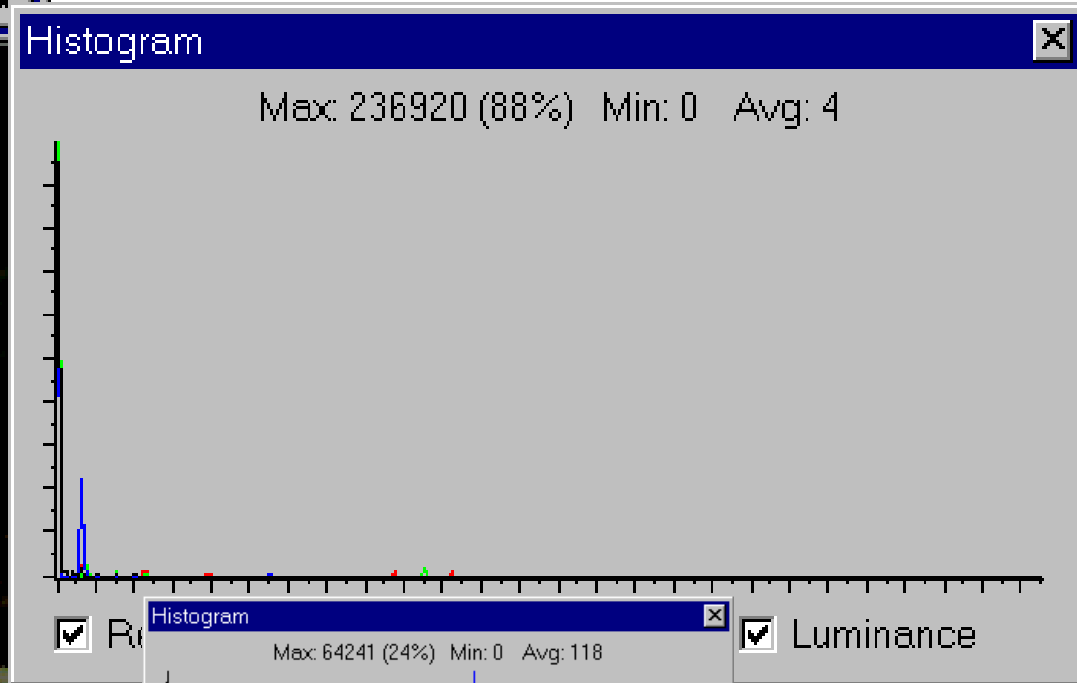 Histogram
Max: 236920 (88%) Min: 0 Avg: 4
Luminance
Histogram
Max: 64241 (24%) Min: 0 Avg: 118